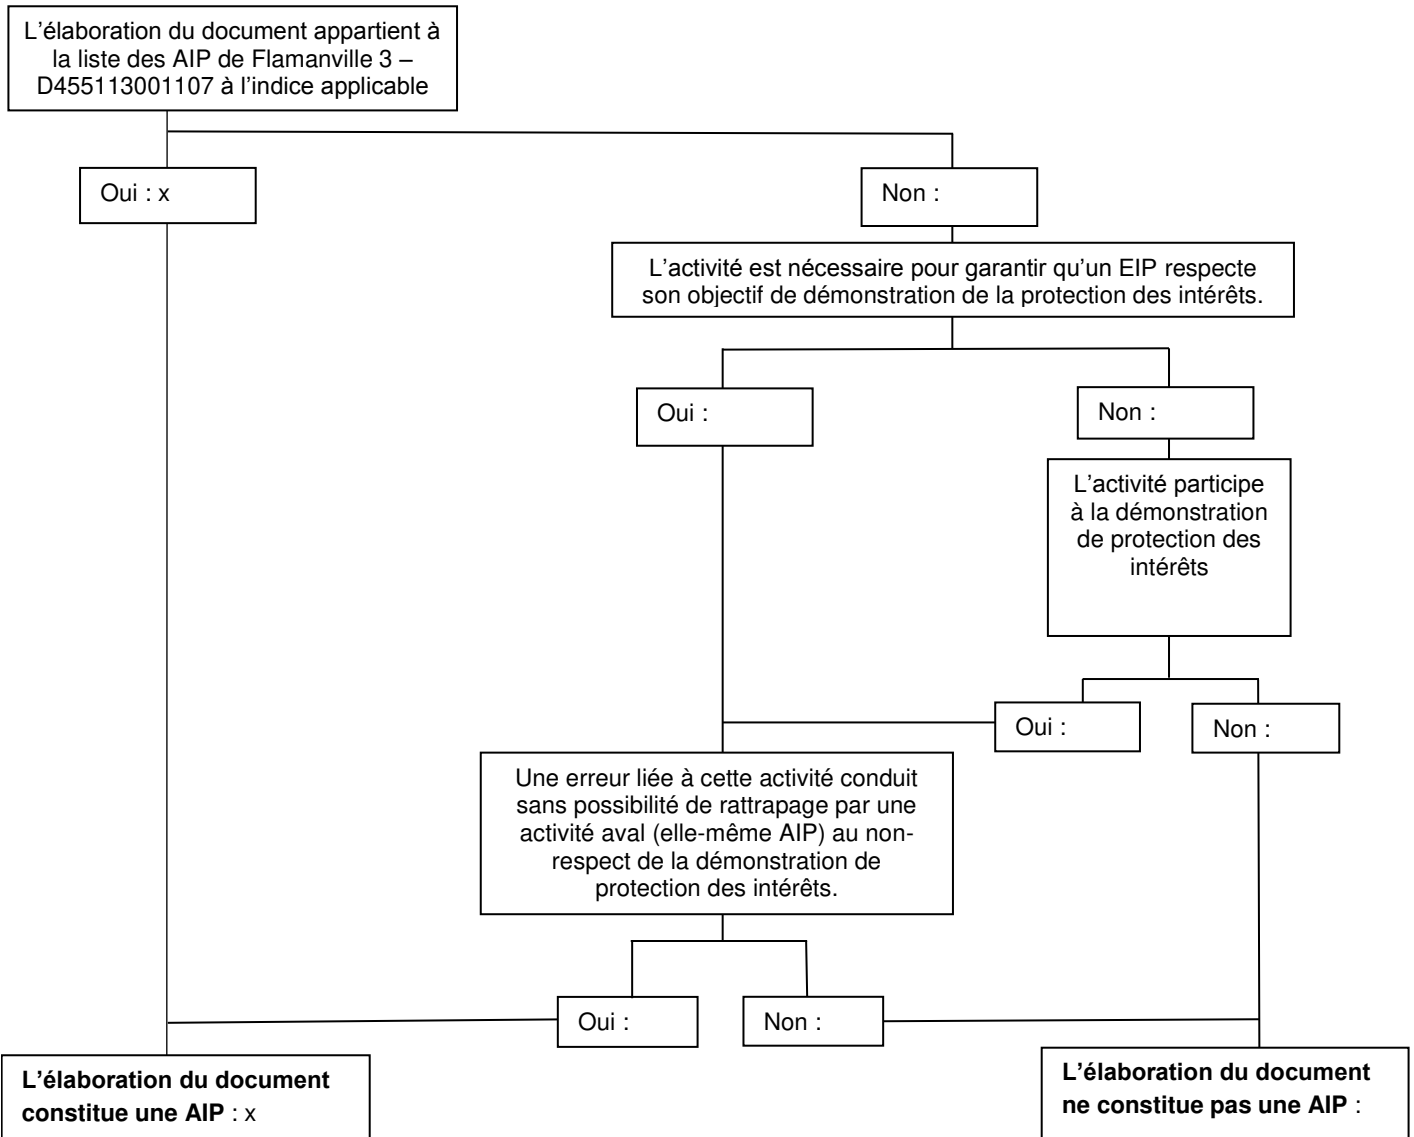 L’élaboration du document appartient à
la liste des AIP de Flamanville 3 –
D455113001107 à l’indice applicable
Oui : x
Non :
L’activité est nécessaire pour garantir qu’un EIP respecte
son objectif de démonstration de la protection des intérêts.
Oui :
Non :
L’activité participe
à la démonstration
de protection des
intérêts
Oui :
Non :
Une erreur liée à cette activité conduit
sans possibilité de rattrapage par une
activité aval (elle-même AIP) au non-
respect de la démonstration de
protection des intérêts.
Oui :
Non :
L’élaboration du document
constitue une AIP : x
L’élaboration du document
ne constitue pas une AIP :